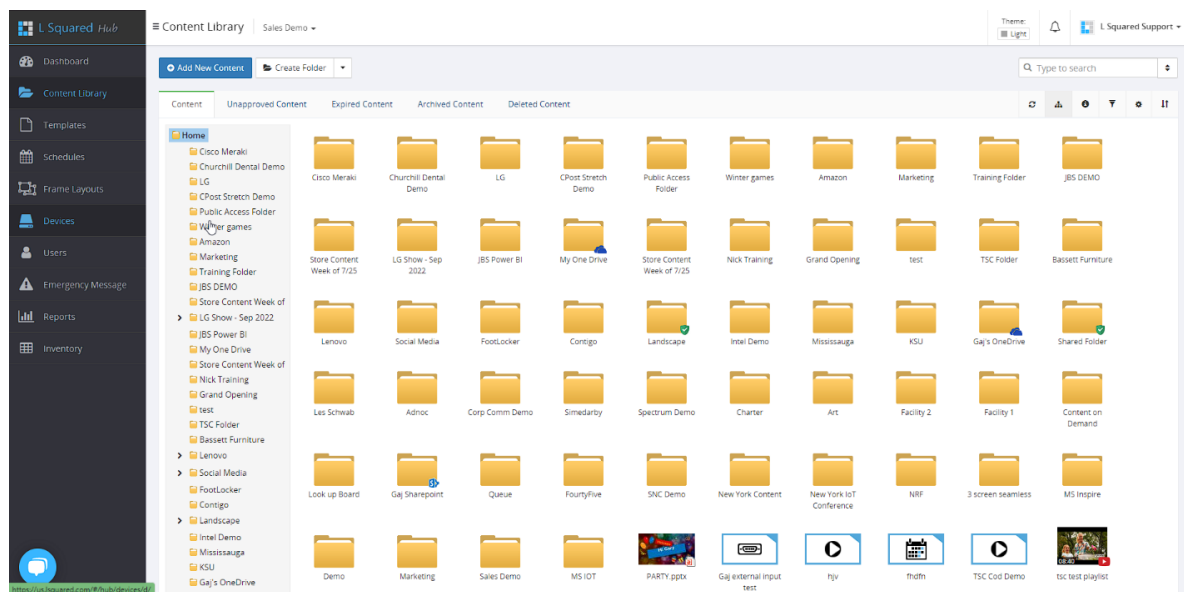 L Squared Hub
Content Library
Sales Demo
Theme:
Light
L Squared Support
Dashboard
Content Library
Templates
Schedules
Frame Layouts
Devices
Users
Emergency Message
Reports
Inventory
Add New Content
Create Folder
Type to search
Content
Unapproved Content
Expired Content
Archived Content
Deleted Content
Home
Cisco Meraki
Churchill Dental Demo
LG
CPost Stretch Demo
Public Access Folder
Winter games
Amazon
Marketing
Training Folder
JBS DEMO
Store Content Week of
LG Show - Sep 2022
JBS Power BI
My One Drive
Store Content Week of
Nick Training
Grand Opening
test
TSC Folder
Bassett Furniture
Lenovo
Social Media
FootLocker
Contigo
Landscape
Intel Demo
Mississauga
KSU
Gaj's OneDrive
Cisco Meraki
Churchill Dental
Demo
LG
CPost Stretch
Demo
Public Access
Folder
Winter games
Amazon
Marketing
Training Folder
JBS DEMO
Store Content
Week of 7/25
LG Show - Sep
2022
JBS Power BI
My One Drive
Store Content
Week of 7/25
Nick Training
Grand Opening
test
TSC Folder
Bassett Furniture
Lenovo
Social Media
FootLocker
Contigo
Landscape
Intel Demo
Mississauga
KSU
Gaj's OneDrive
Shared Folder
Les Schwab
Adnoc
Corp Comm Demo
Simedarby
Spectrum Demo
Charter
Art
Facility 2
Facility 1
Content on
Demand
Look up Board
Gaj Sharepoint
Queue
FourtyFive
SNC Demo
New York Content
New York IoT
Conference
NRF
3 screen seamless
MS Inspire
Demo
Marketing
Sales Demo
MS IOT
PARTY.pptx
Gaj external input
test
hjv
fhdfn
TSC Cod Demo
08:40
tsc test playlist
https://us.lsquared.com/#/hub/devices/d/